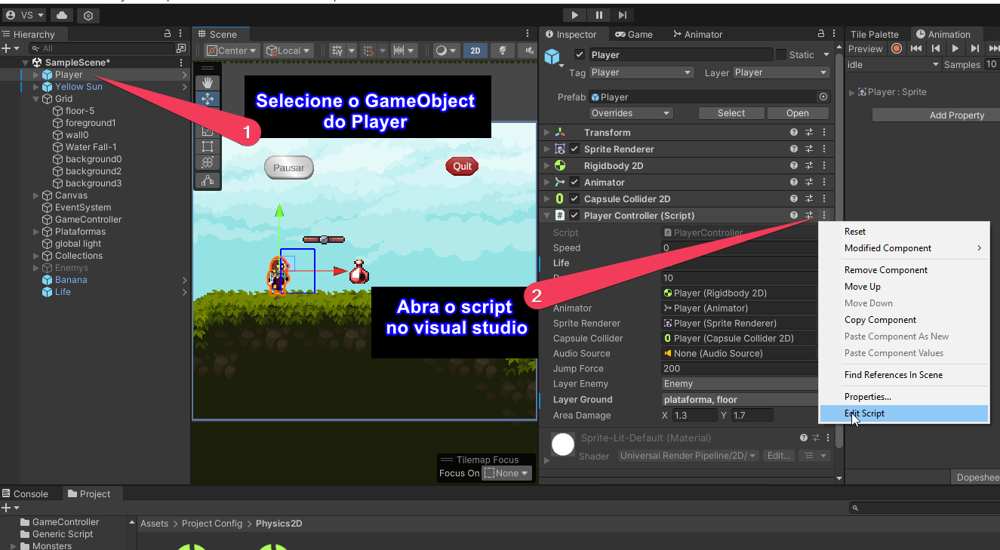 VS
Hierarchy
All
SampleScene*
Player
Yellow Sun
Grid
floor-5
foreground1
wall0
Water Fall-1
background0
background2
background3
Canvas
EventSystem
GameController
Plataformas
global light
Collections
Enemys
Banana
Life
1
Scene
Center
Local
2D
Selecione o GameObject
do Player
Pausar
Quit
Abra o script
no visual studio
2
Tilemap Focus
Focus On None
Inspector Game Animator
Player Static
Tag Player Layer Player
Prefab Player
Overrides Select Open
Transform
Sprite Renderer
Rigidbody 2D
Animator
Capsule Collider 2D
Player Controller (Script)
Script PlayerController
Speed 0
Life
10
Player (Rigidbody 2D)
Animator Player (Animator)
Sprite Renderer Player (Sprite Renderer)
Capsule Collider Player (Capsule Collider 2D)
Audio Source None (Audio Source)
Jump Force 200
Layer Enemy Enemy
Layer Ground plataforma, floor
Area Damage X 1.3 Y 1.7
Sprite-Lit-Default (Material)
Shader Universal Render Pipeline/2D/ Edit...
Reset
Modified Component
Remove Component
Move Up
Move Down
Copy Component
Paste Component As New
Paste Component Values
Find References In Scene
Properties...
Edit Script
Tile Palette Animation
Preview
idle Samples 10
Player : Sprite
Add Property
Dopeshee
Console Project
GameController
Generic Script
Monsters
Assets > Project Config > Physics2D